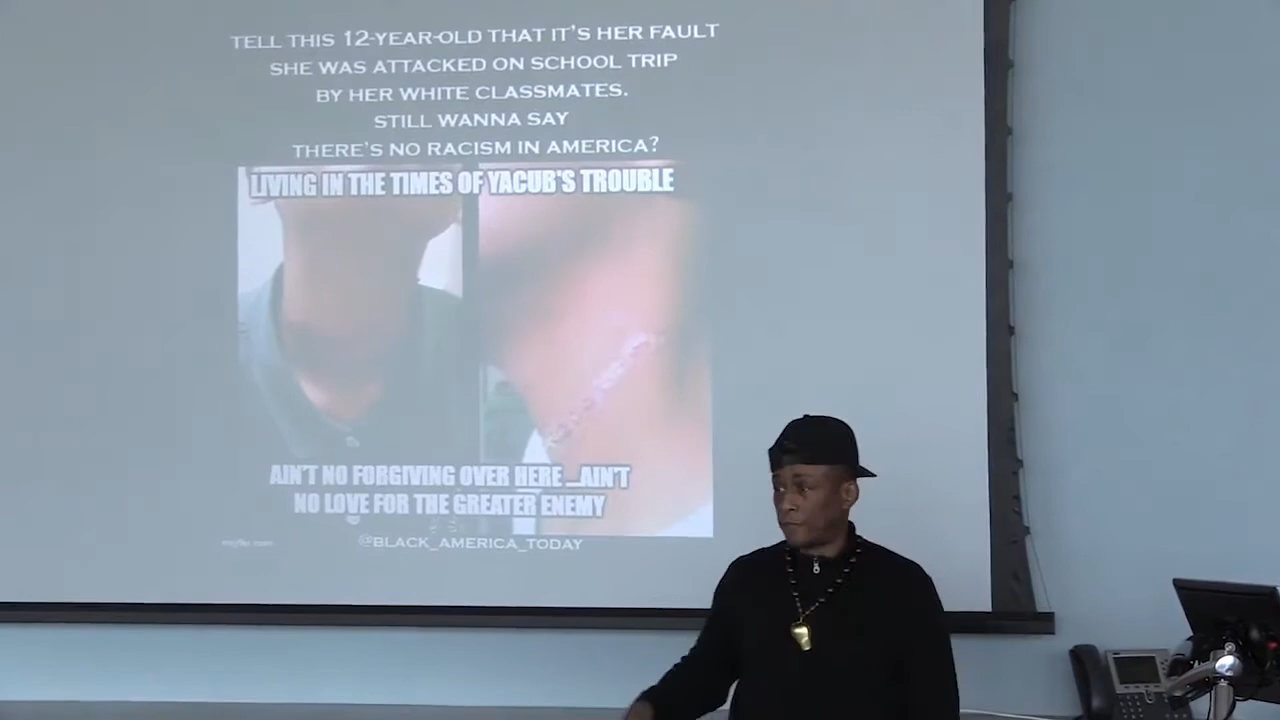 TELL THIS 12-YEAR-OLD THAT IT'S HER FAULT
SHE WAS ATTACKED ON SCHOOL TRIP
BY HER WHITE CLASSMATES.
STILL WANNA SAY
THERE'S NO RACISM IN AMERICA?
LIVING IN THE TIMES OF YACUB'S TROUBLE
AIN'T NO FORGIVING OVER HERE ...AIN'T
NO LOVE FOR THE GREATER ENEMY
@BLACK_AMERICA_TODAY